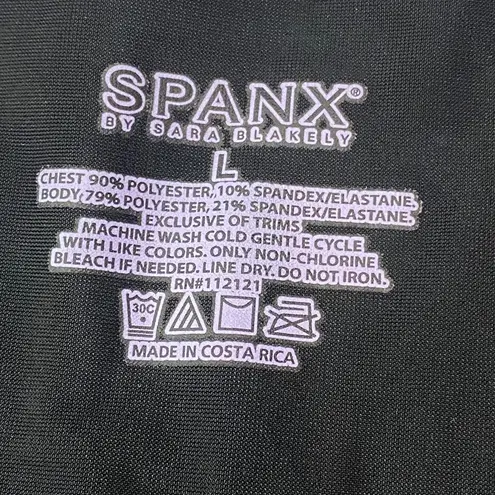 SPANX®
BY SARA BLAKELY
L
CHEST 90% POLYESTER, 10% SPANDEX/ELASTANE.
BODY 79% POLYESTER, 21% SPANDEX/ELASTANE.
EXCLUSIVE OF TRIMS
MACHINE WASH COLD GENTLE CYCLE
WITH LIKE COLORS. ONLY NON-CHLORINE
BLEACH IF NEEDED. LINE DRY. DO NOT IRON.
RN#112121
30C
MADE IN COSTA RICA